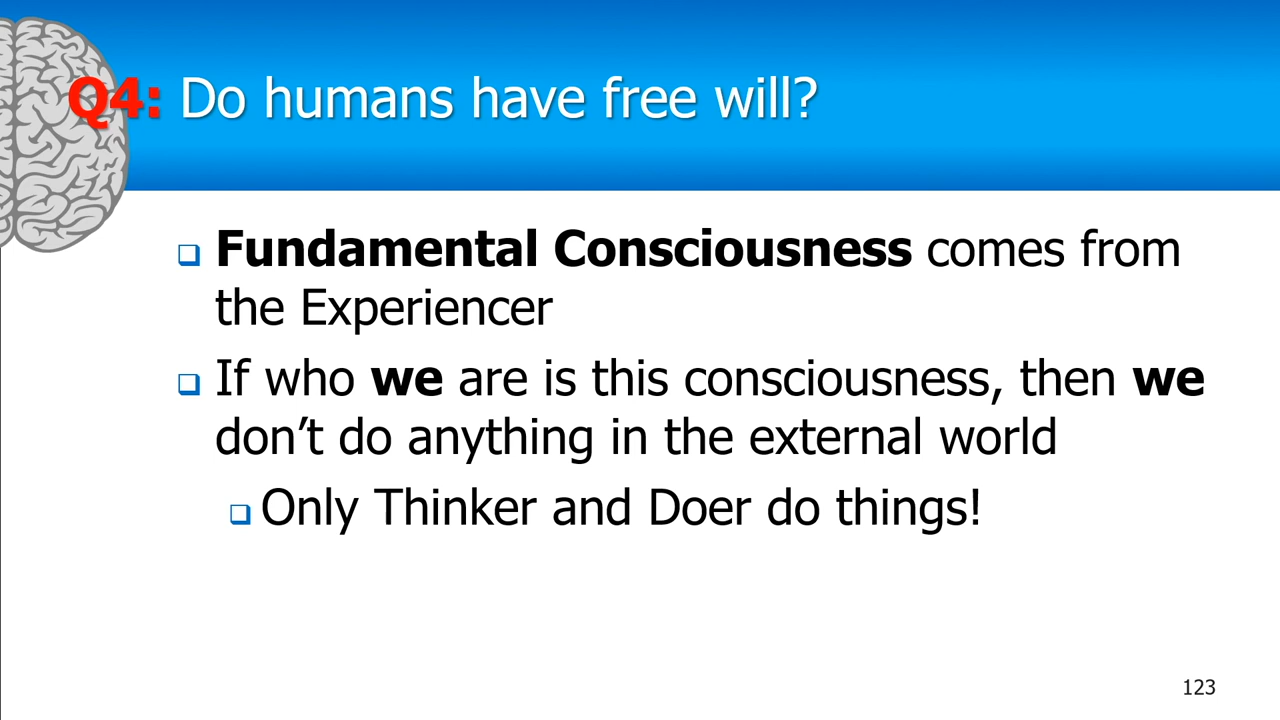 Q4: Do humans have free will?
Fundamental Consciousness comes from
the Experiencer
If who we are is this consciousness, then we
don’t do anything in the external world
Only Thinker and Doer do things!
123